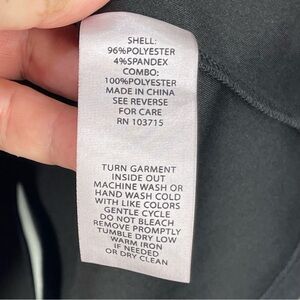 SHELL:
96%POLYESTER
4%SPANDEX
COMBO:
100%POLYESTER
MADE IN CHINA
SEE REVERSE
FOR CARE
RN 103715
TURN GARMENT
INSIDE OUT
MACHINE WASH OR
HAND WASH COLD
WITH LIKE COLORS
GENTLE CYCLE
DO NOT BLEACH
REMOVE PROMPTLY
TUMBLE DRY LOW
WARM IRON
IF NEEDED
OR DRY CLEAN